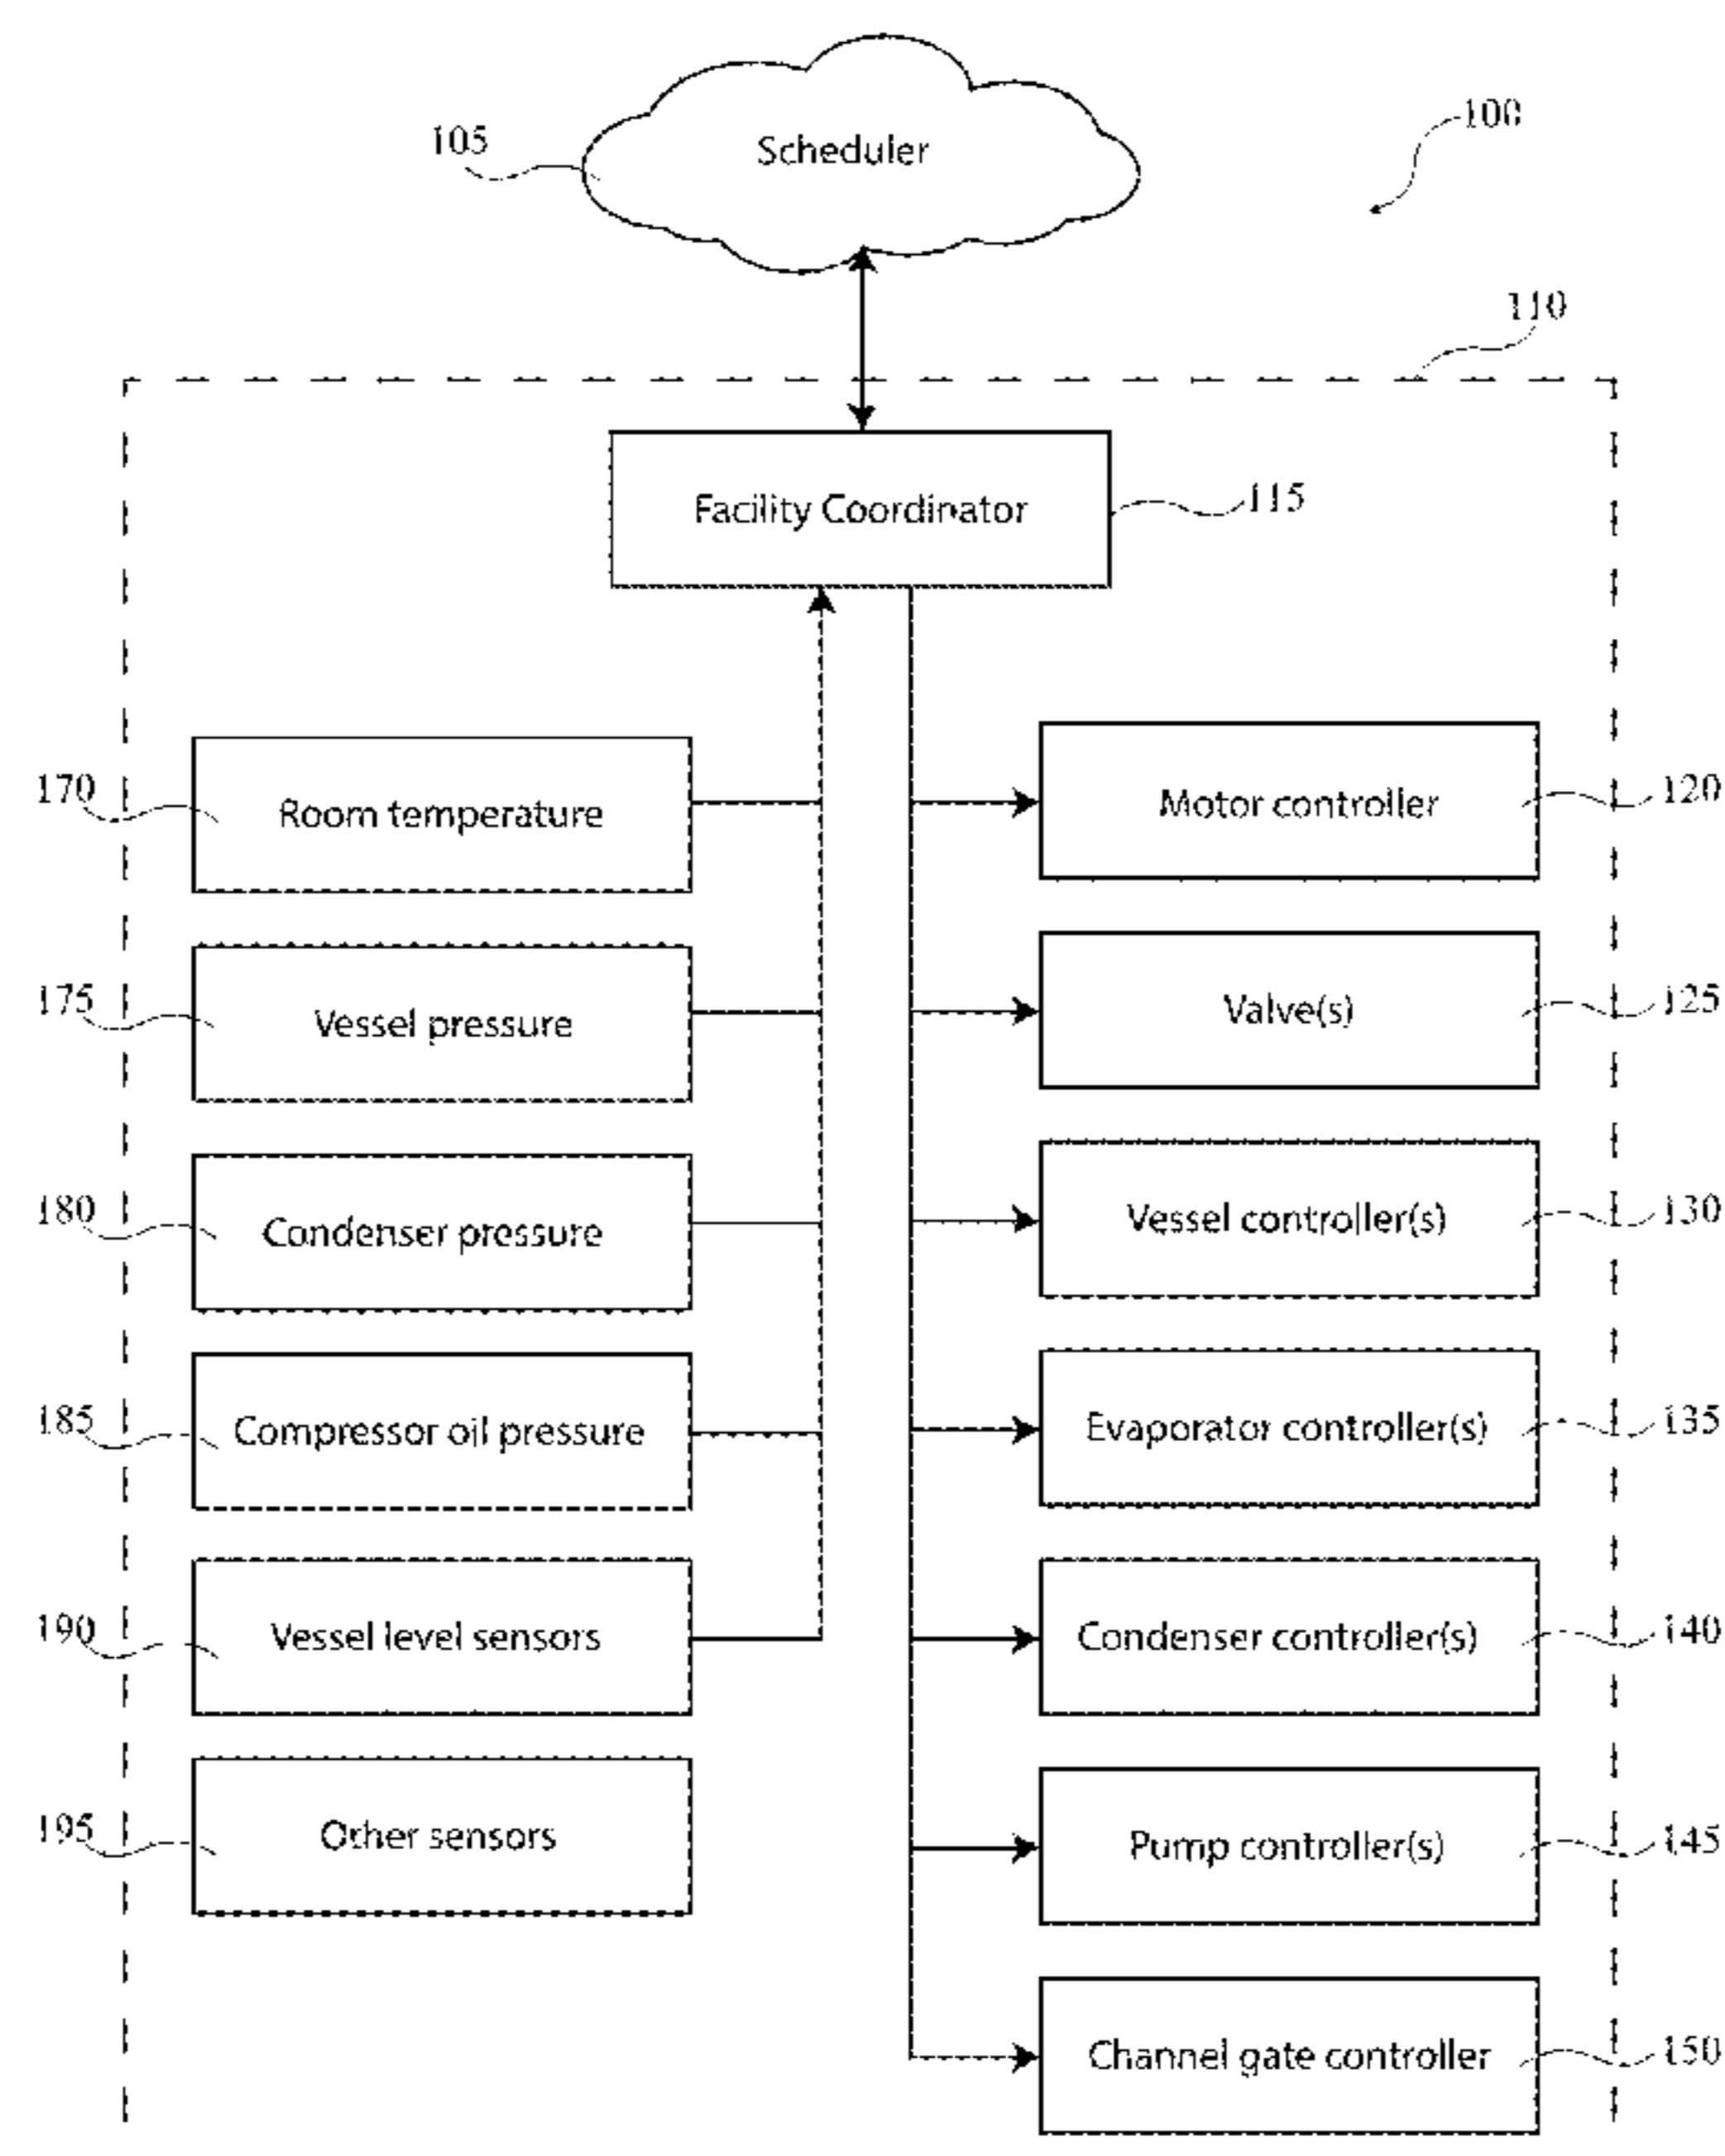 100
105
Scheduler
110
Facility Coordinator
115
170
Room temperature
Motor controller
120
175
Vessel pressure
Valve(s)
125
180
Condenser pressure
Vessel controller(s)
130
185
Compressor oil pressure
Evaporator controller(s)
135
190
Vessel level sensors
Condenser controller(s)
140
195
Other sensors
Pump controller(s)
145
Channel gate controller
150